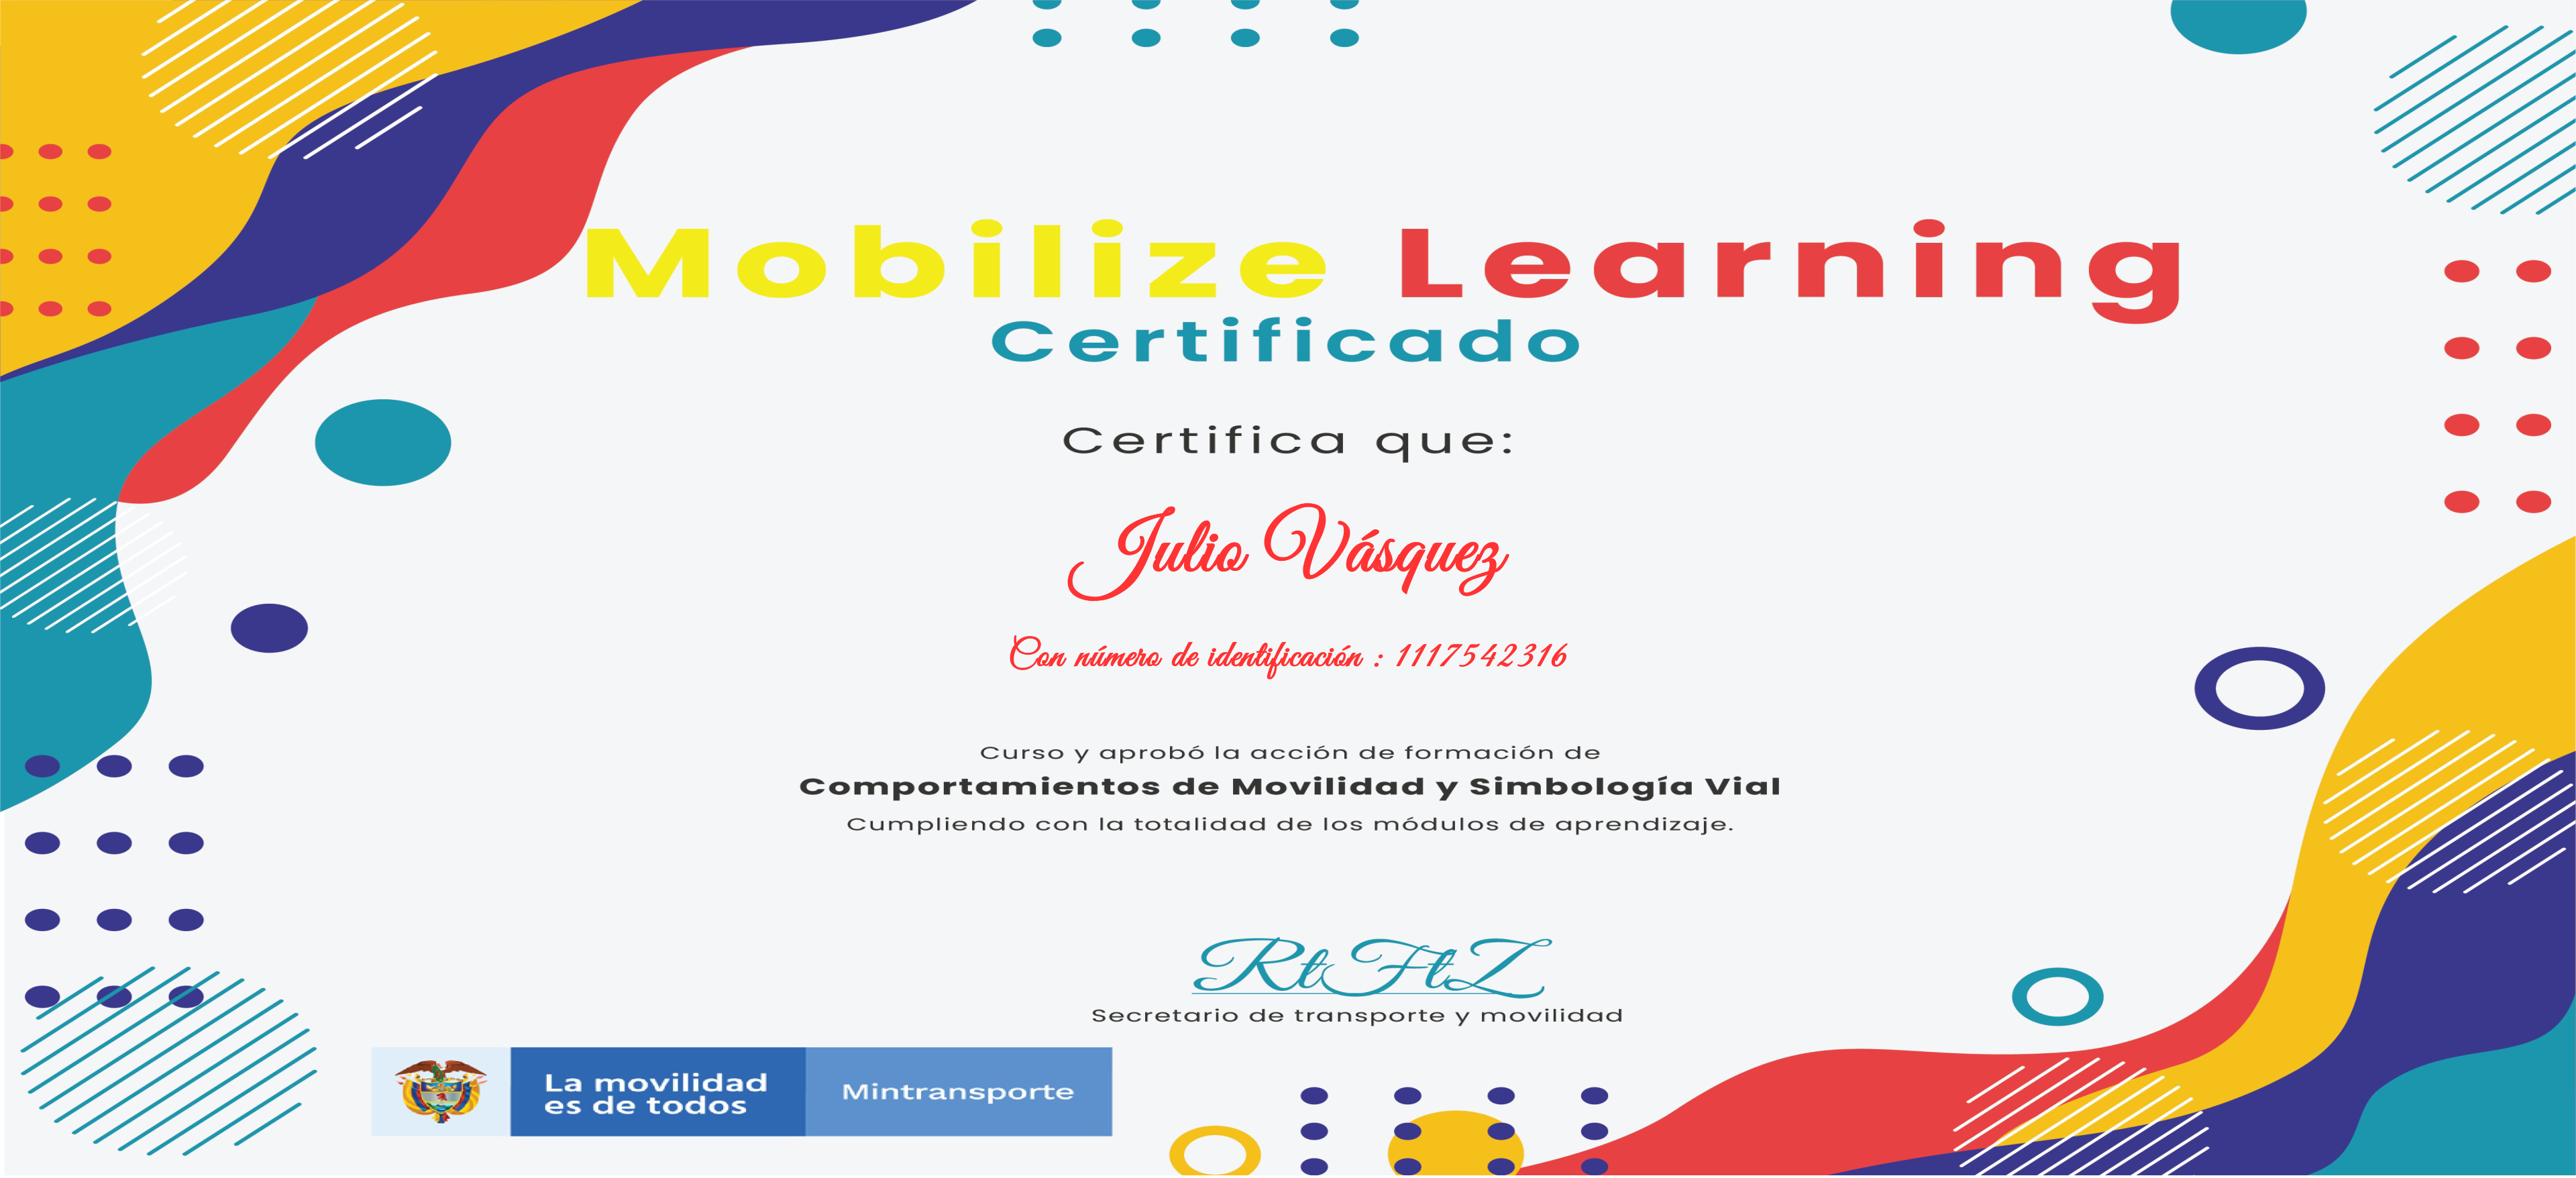 Mobilize Learning
Certificado
Certifica que:
Julio Vásquez
Con número de identificación : 1117542316
Curso y aprobó la acción de formación de
Comportamientos de Movilidad y Simbología Vial
Cumpliendo con la totalidad de los módulos de aprendizaje.
RtFtZ
Secretario de transporte y movilidad
La movilidad
es de todos
Mintransporte